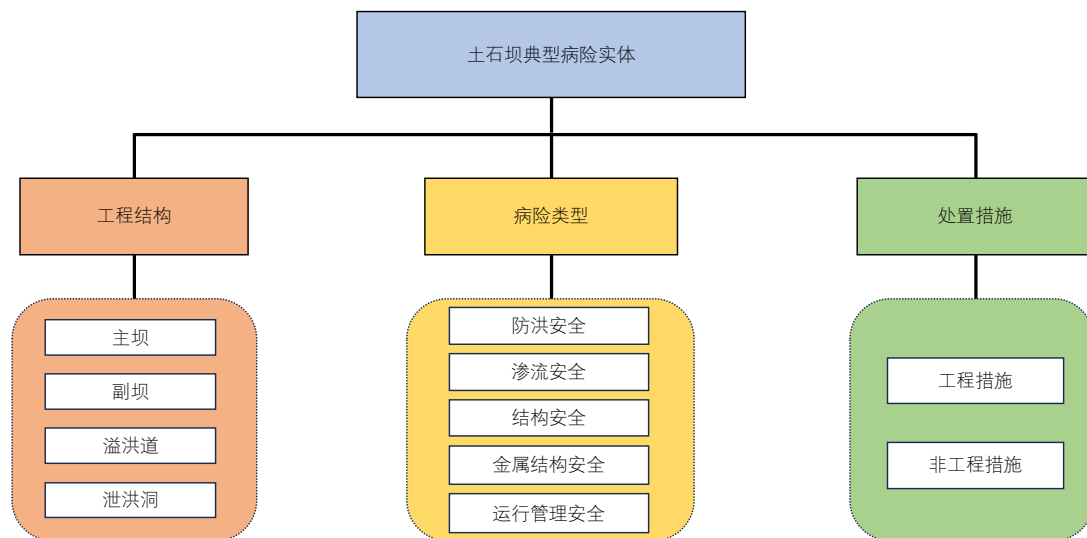 土石坝典型病险实体
工程结构
病险类型
处置措施
主坝
副坝
溢洪道
泄洪洞
防洪安全
渗流安全
结构安全
金属结构安全
运行管理安全
工程措施
非工程措施